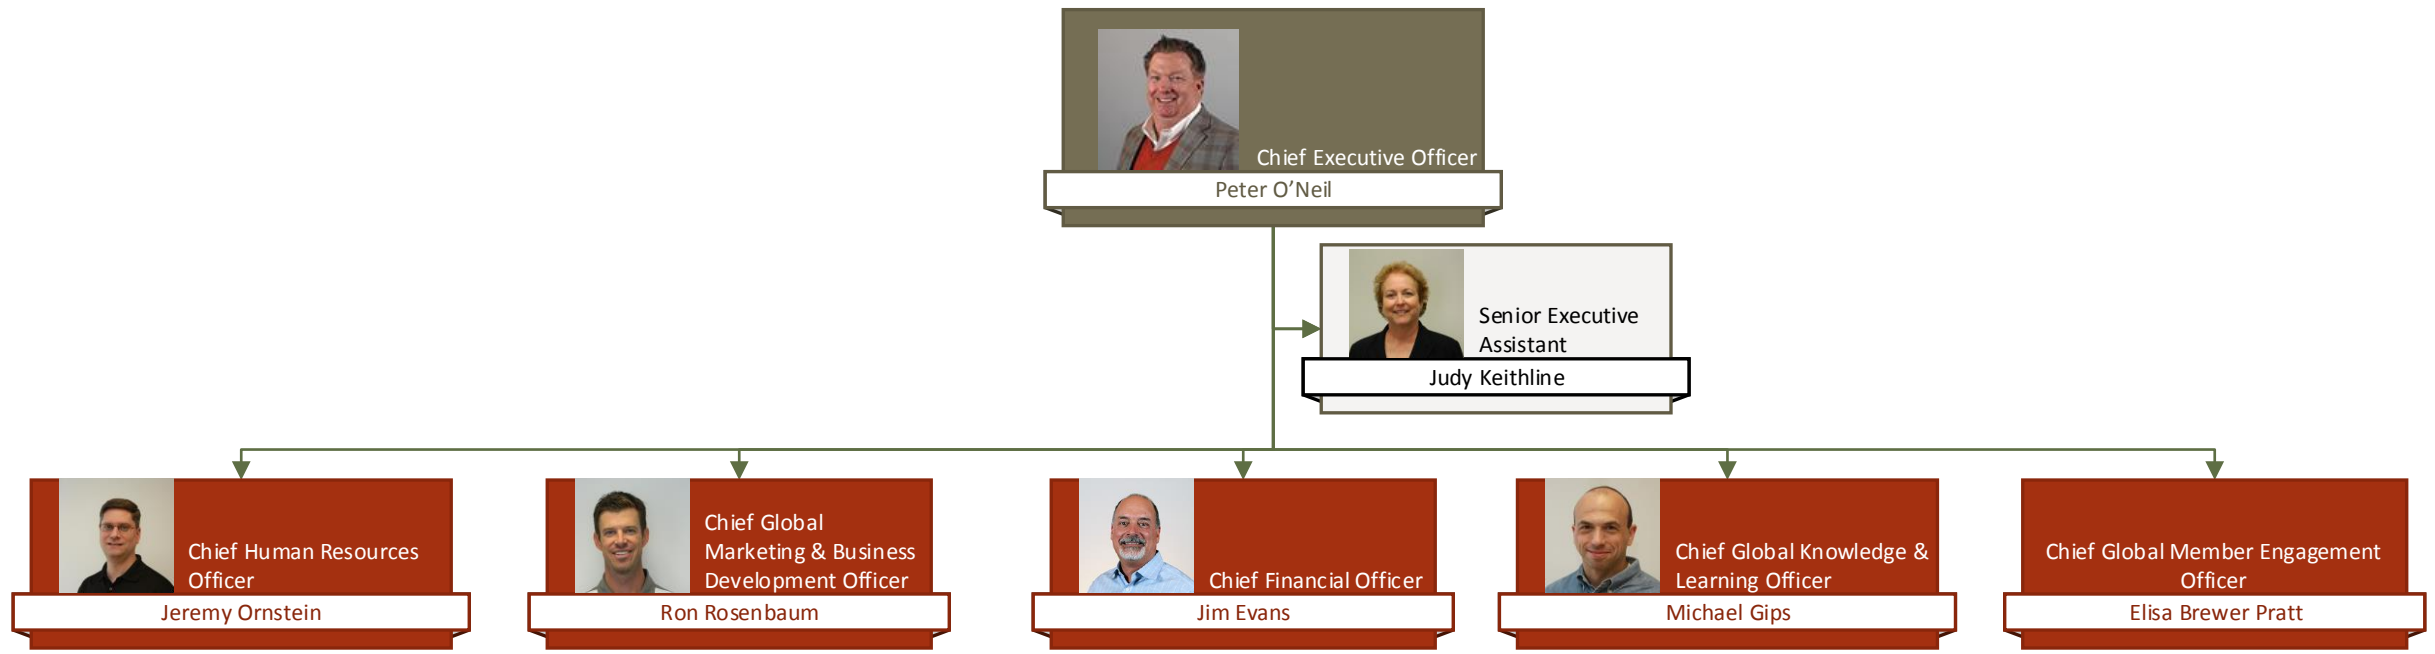 Chief Executive Officer
Peter O’Neil
Senior Executive
Assistant
Judy Keithline
Chief Human Resources
Officer
Jeremy Ornstein
Chief Global
Marketing & Business
Development Officer
Ron Rosenbaum
Chief Financial Officer
Jim Evans
Chief Global Knowledge &
Learning Officer
Michael Gips
Chief Global Member Engagement
Officer
Elisa Brewer Pratt